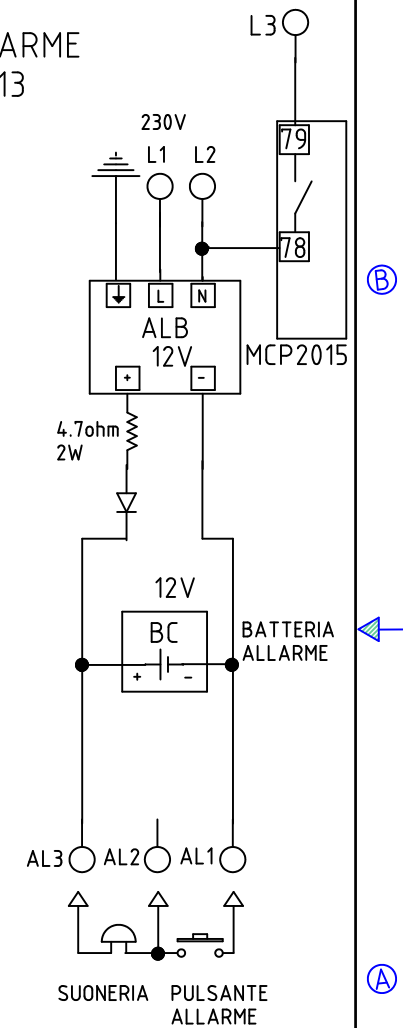 L3
ARME
13
230V
L1 L2
79
78
L N
B
ALB
12V
MCP2015
+ -
4.7ohm
2W
12V
BC
+ -
BATTERIA
ALLARME
AL3 AL2 AL1
SUONERIA PULSANTE
ALLARME
A